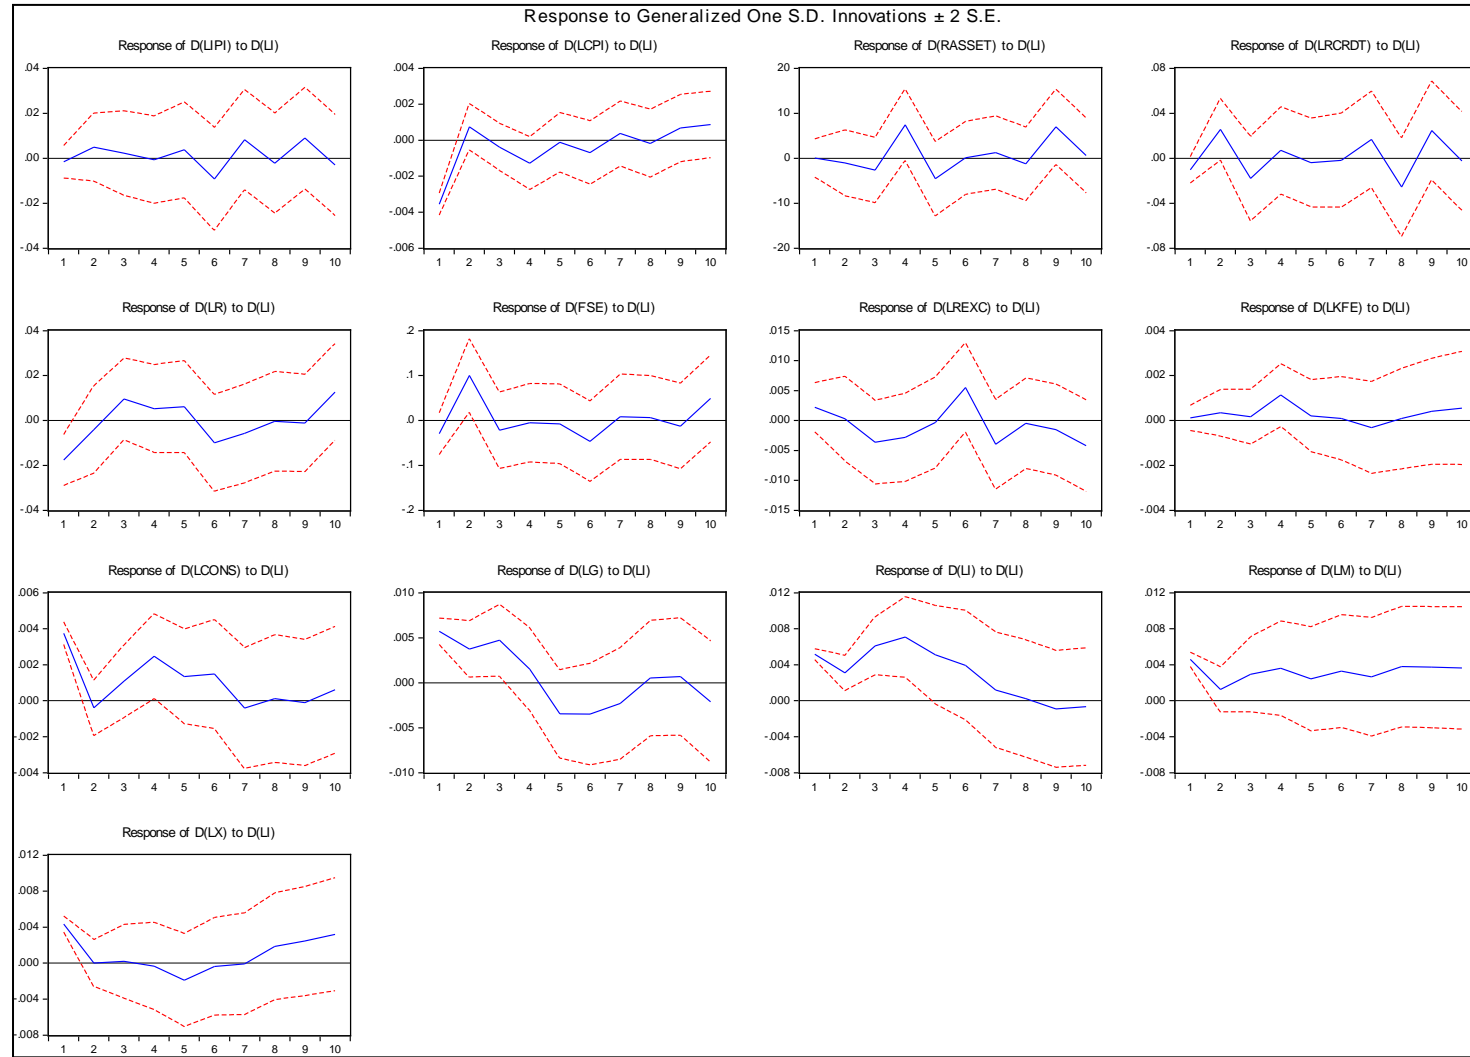 Response to Generalized One S.D. Innovations ± 2 S.E.
Response of D(LIPI) to D(LI)
.04
.02
.00
-.02
-.04
1 2 3 4 5 6 7 8 9 10
Response of D(LCPI) to D(LI)
.004
.002
.000
-.002
-.004
-.006
1 2 3 4 5 6 7 8 9 10
Response of D(RASSET) to D(LI)
20
10
0
-10
-20
1 2 3 4 5 6 7 8 9 10
Response of D(LRCRDT) to D(LI)
.08
.04
.00
-.04
-.08
1 2 3 4 5 6 7 8 9 10
Response of D(LR) to D(LI)
.04
.02
.00
-.02
-.04
1 2 3 4 5 6 7 8 9 10
Response of D(FSE) to D(LI)
.2
.1
.0
-.1
-.2
1 2 3 4 5 6 7 8 9 10
Response of D(LREXC) to D(LI)
.015
.010
.005
.000
-.005
-.010
-.015
1 2 3 4 5 6 7 8 9 10
Response of D(LKFE) to D(LI)
.004
.002
.000
-.002
-.004
1 2 3 4 5 6 7 8 9 10
Response of D(LCONS) to D(LI)
.006
.004
.002
.000
-.002
-.004
1 2 3 4 5 6 7 8 9 10
Response of D(LG) to D(LI)
.010
.005
.000
-.005
-.010
1 2 3 4 5 6 7 8 9 10
Response of D(LI) to D(LI)
.012
.008
.004
.000
-.004
-.008
1 2 3 4 5 6 7 8 9 10
Response of D(LM) to D(LI)
.012
.008
.004
.000
-.004
-.008
1 2 3 4 5 6 7 8 9 10
Response of D(LX) to D(LI)
.012
.008
.004
.000
-.004
-.008
1 2 3 4 5 6 7 8 9 10